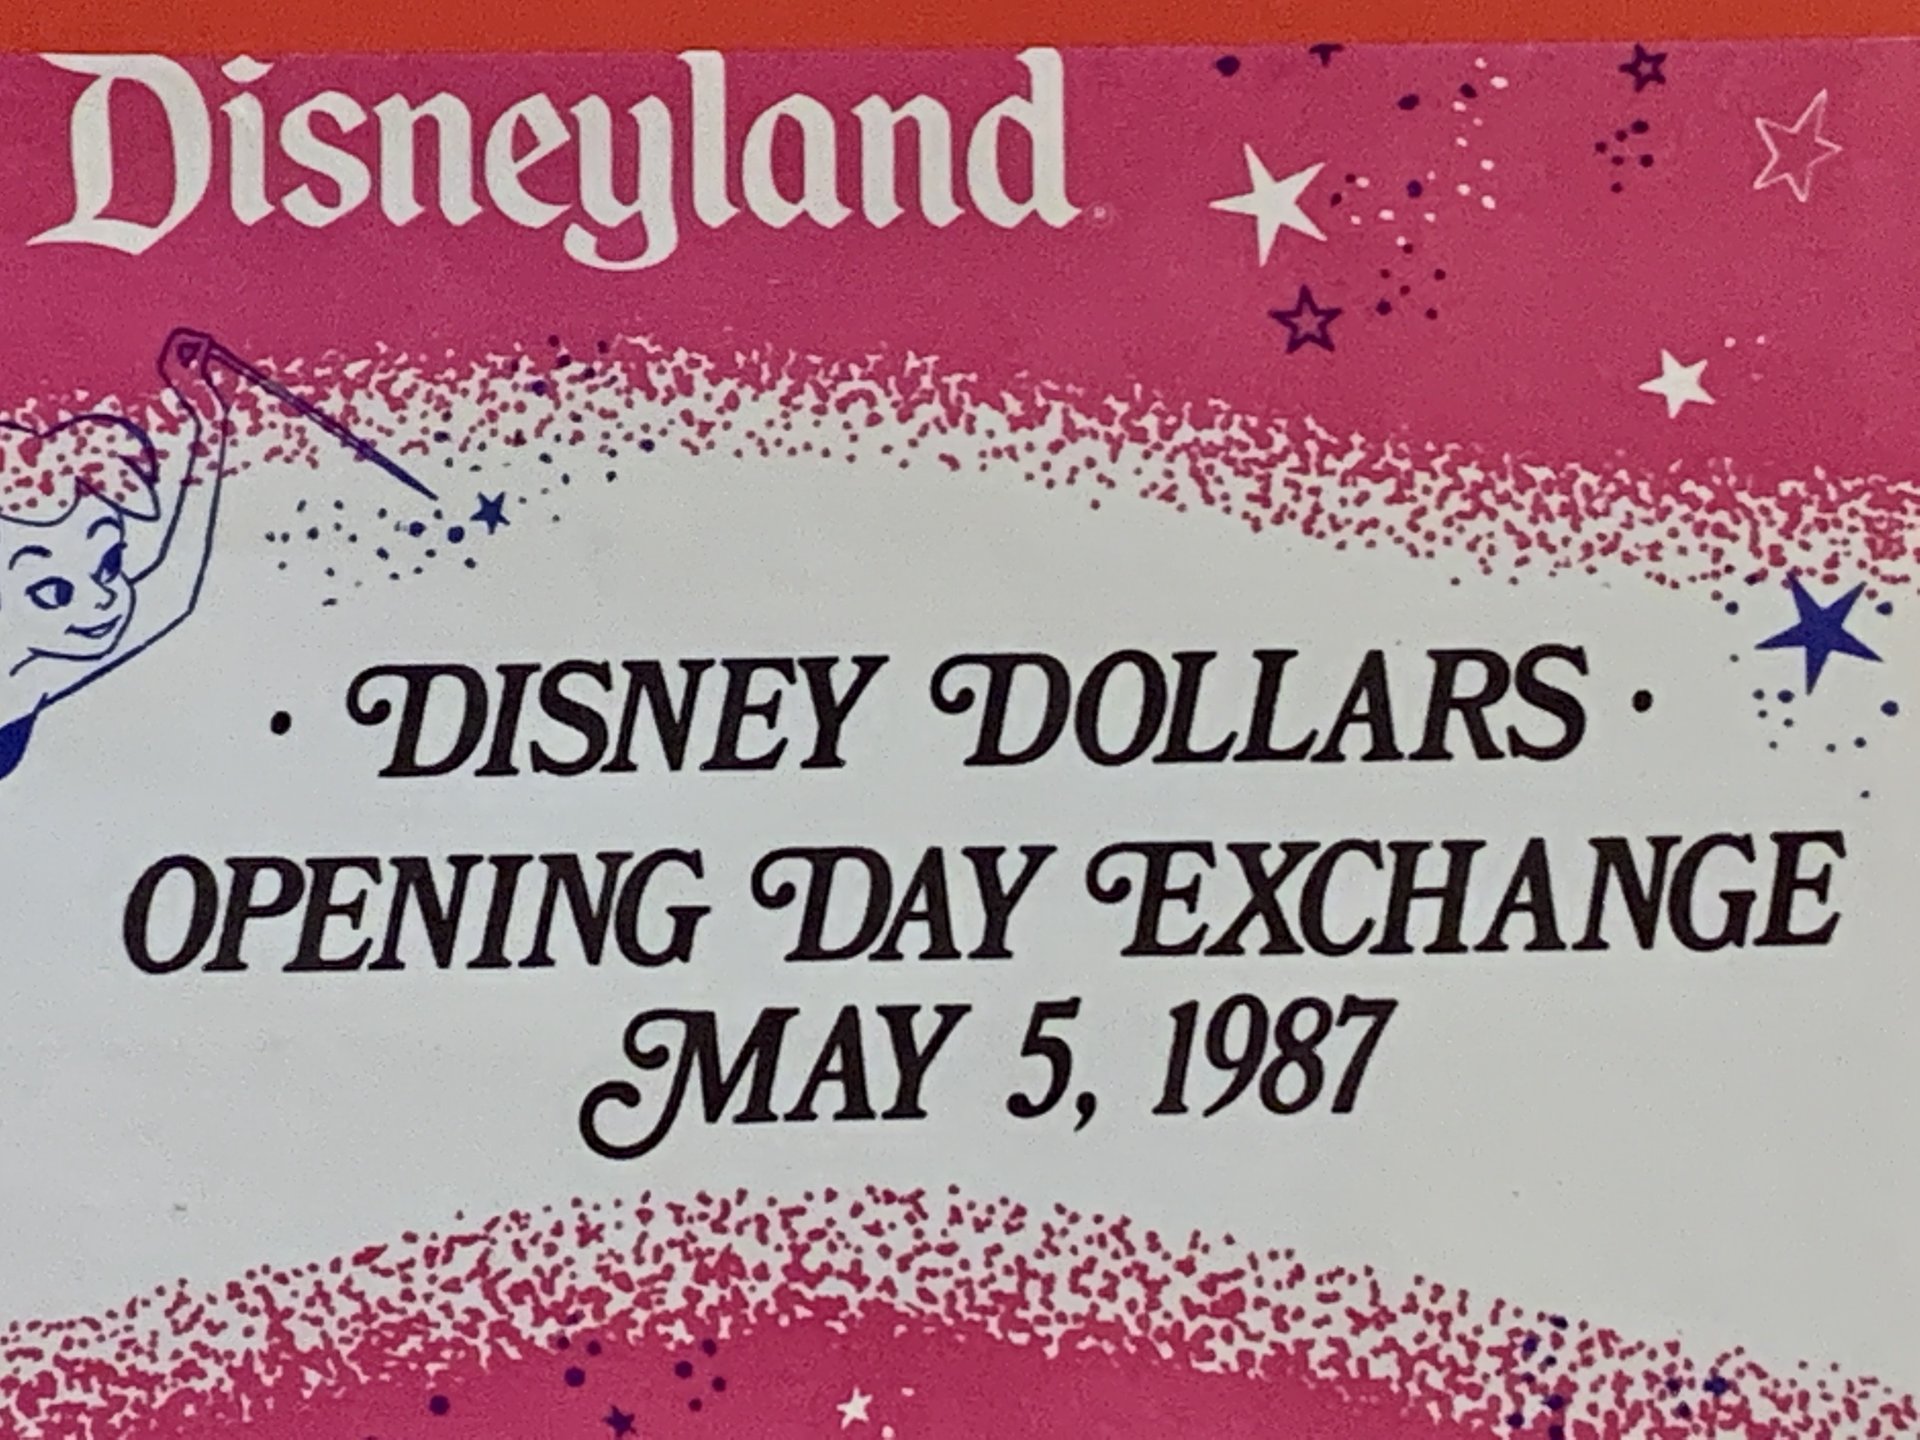 Disneyland®
· DISNEY DOLLARS ·
OPENING DAY EXCHANGE
MAY 5, 1987